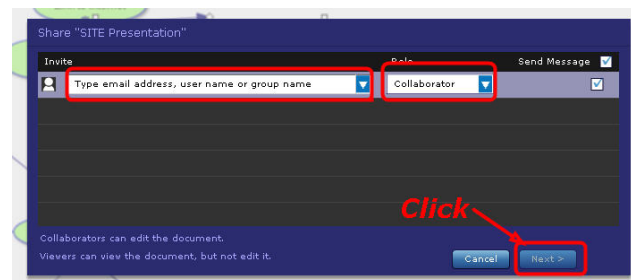 Share "SITE Presentation"
Invite Role Send Message
Type email address, user name or group name Collaborator
Click
Collaborators can edit the document.
Viewers can view the document, but not edit it.
Cancel Next >